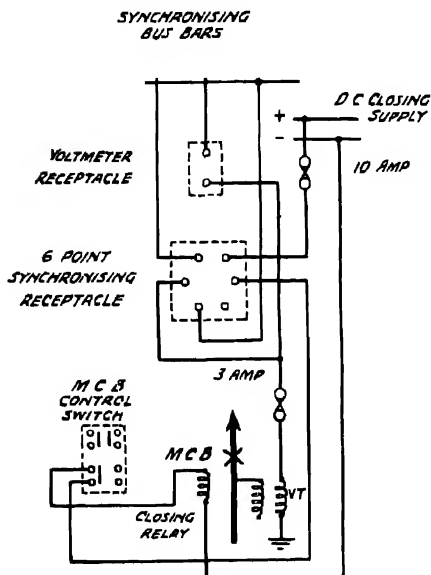 SYNCHRONISING
BUS BARS
DC CLOSING
SUPPLY
+
-
10 AMP
VOLTMETER
RECEPTACLE
6 POINT
SYNCHRONISING
RECEPTACLE
3 AMP
M C B
CONTROL
SWITCH
M C B
VT
CLOSING
RELAY